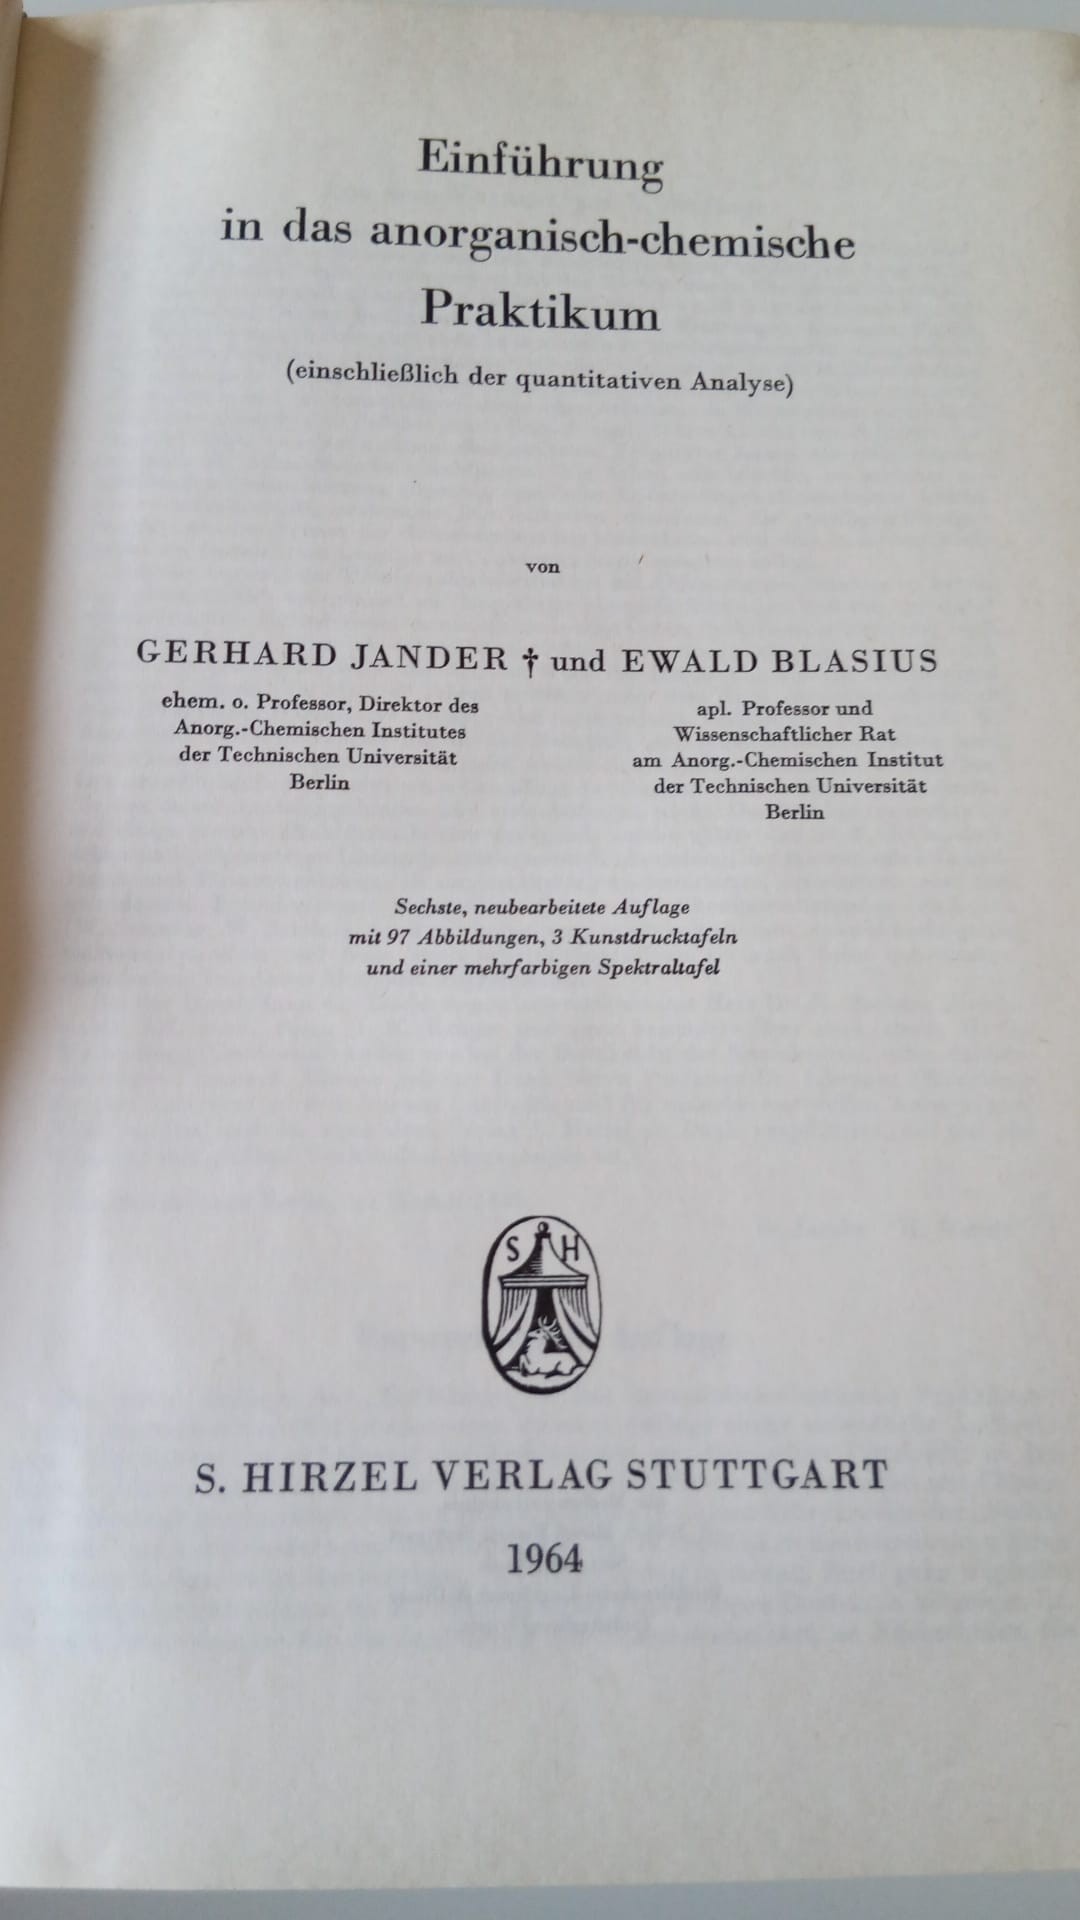 Einführung
in das anorganisch-chemische
Praktikum
(einschließlich der quantitativen Analyse)
von
GERHARD JANDER † und EWALD BLASIUS
ehem. o. Professor, Direktor des
Anorg.-Chemischen Institutes
der Technischen Universität
Berlin
apl. Professor und
Wissenschaftlicher Rat
am Anorg.-Chemischen Institut
der Technischen Universität
Berlin
Sechste, neubearbeitete Auflage
mit 97 Abbildungen, 3 Kunstdrucktafeln
und einer mehrfarbigen Spektraltafel
S H
S. HIRZEL VERLAG STUTTGART
1964